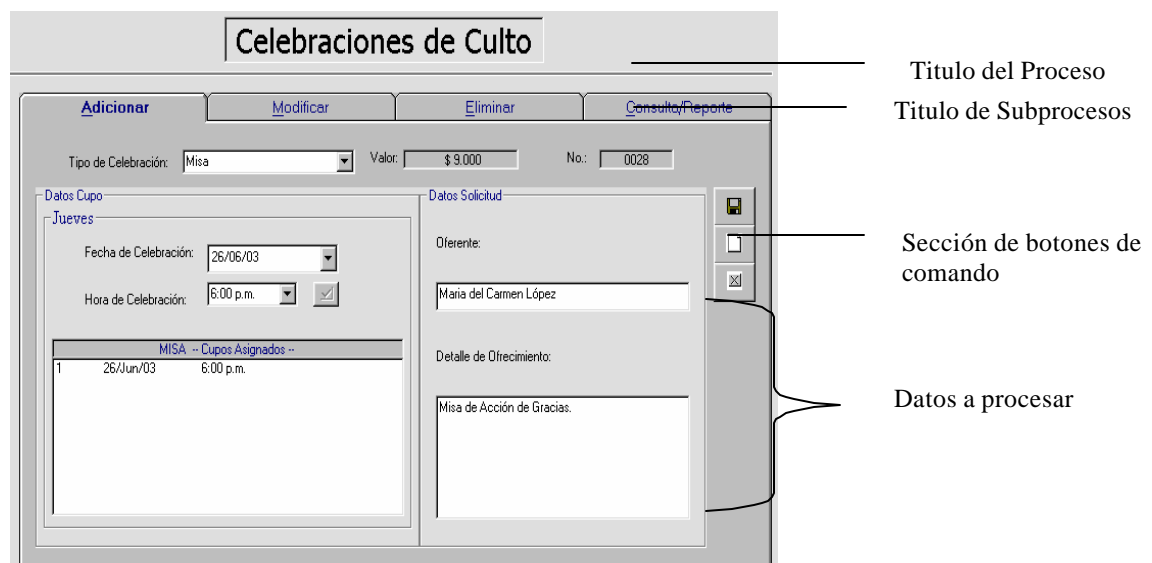 Celebraciones de Culto
Titulo del Proceso
Adicionar Modificar Eliminar Consulta/Reporte
Titulo de Subprocesos
Tipo de Celebración: Misa Valor: $ 9.000 No.: 0028
Datos Cupo
Jueves
Fecha de Celebración: 26/06/03
Hora de Celebración: 6:00 p.m.
MISA -- Cupos Asignados --
1 26/Jun/03 6:00 p.m.
Datos Solicitud
Oferente:
Maria del Carmen López
Detalle de Ofrecimiento:
Misa de Acción de Gracias.
Sección de botones de
comando
Datos a procesar